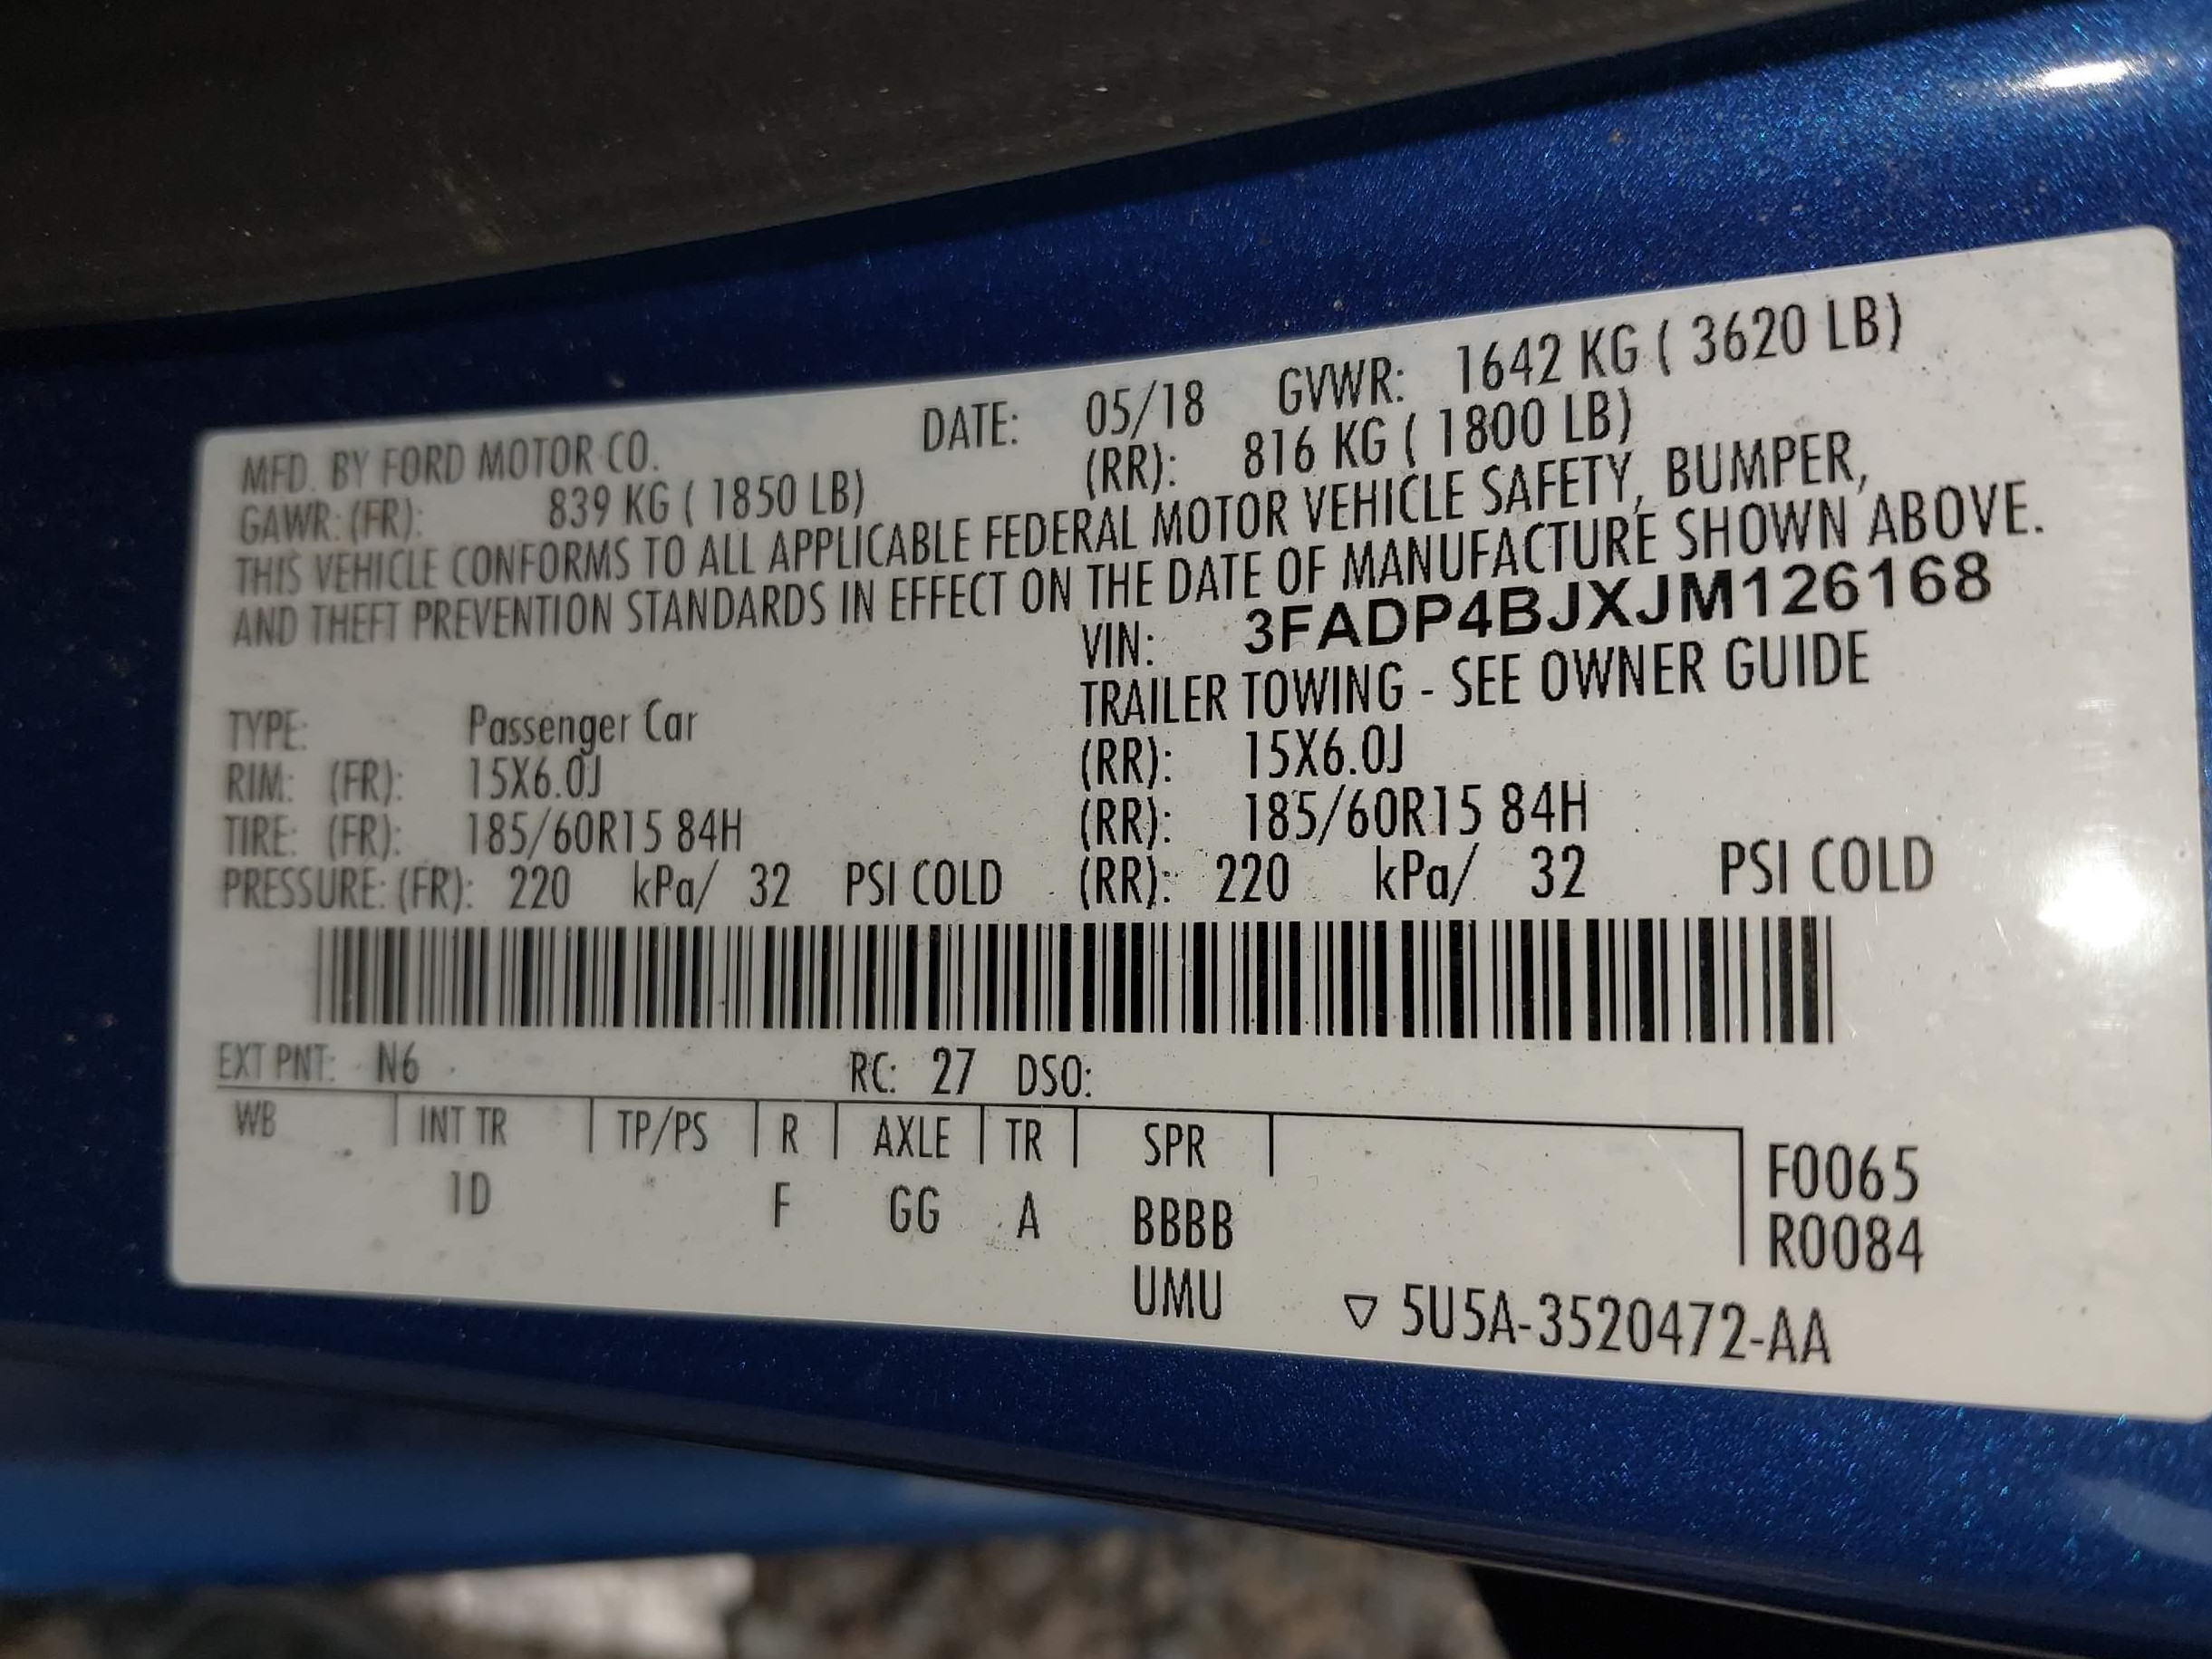 MFD. BY FORD MOTOR CO. DATE: 05/18 GVWR: 1642 KG ( 3620 LB)
GAWR: (FR): 839 KG ( 1850 LB) (RR): 816 KG ( 1800 LB)
THIS VEHICLE CONFORMS TO ALL APPLICABLE FEDERAL MOTOR VEHICLE SAFETY, BUMPER,
AND THEFT PREVENTION STANDARDS IN EFFECT ON THE DATE OF MANUFACTURE SHOWN ABOVE.
VIN: 3FADP4BJXJM126168
TYPE: Passenger Car TRAILER TOWING - SEE OWNER GUIDE
RIM: (FR): 15X6.0J (RR): 15X6.0J
TIRE: (FR): 185/60R15 84H (RR): 185/60R15 84H
PRESSURE: (FR): 220 kPa/ 32 PSI COLD (RR): 220 kPa/ 32 PSI COLD
EXT PNT: N6 RC: 27 DSO:
WB INT TR TP/PS R AXLE TR SPR F0065
1D F GG A BBBB R0084
UMU ▽ 5U5A-3520472-AA